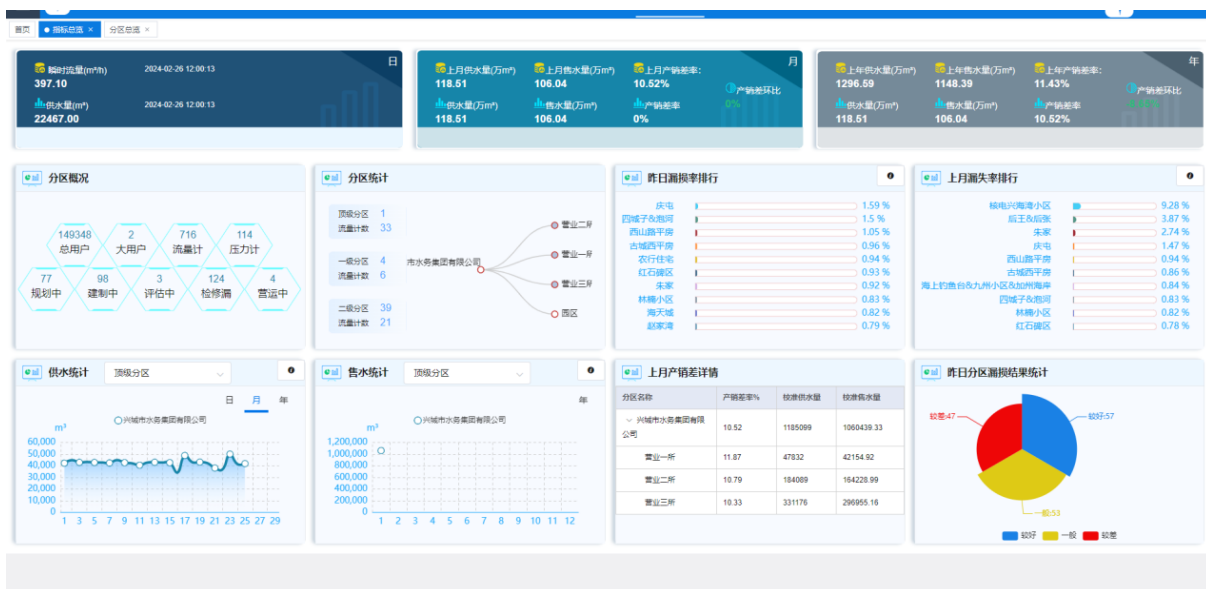 首页 ● 指标总览 × 分区总览 ×
日
瞬时流量(m³/h) 2024-02-26 12:00:13
397.10
供水量(m³) 2024-02-26 12:00:13
22467.00
月
上月供水量(万m³) 上月售水量(万m³) 上月产销差率:
118.51 106.04 10.52%
产销差环比
供水量(万m³) 售水量(万m³) 产销差率
0%
118.51 106.04 0%
年
上年供水量(万m³) 上年售水量(万m³) 上年产销差率:
1296.59 1148.39 11.43%
产销差环比
供水量(万m³) 售水量(万m³) 产销差率
118.51 106.04 10.52%
分区概况
149348 2 716 114
总用户 大用户 流量计 压力计
77 98 3 124 4
规划中 建制中 评估中 检修漏 营运中
分区统计
顶级分区 1
流量计数 33
一级分区 4
流量计数 6
二级分区 39
流量计数 21
市水务集团有限公司
营业二所
营业一所
营业三所
西区
昨日漏损率排行
庆屯 1.59 %
四城子&泡河 1.5 %
西山路平房 1.05 %
古城西平房 0.96 %
农行住宅 0.94 %
红石碑区 0.93 %
朱家 0.92 %
林楠小区 0.83 %
海天城 0.82 %
赵家湾 0.79 %
上月漏失率排行
核电兴海湾小区 9.28 %
后王&后张 3.87 %
朱家 2.74 %
庆屯 1.47 %
西山路平房 0.94 %
古城西平房 0.86 %
海上钓鱼台&九州小区&加州海岸 0.84 %
四城子&泡河 0.83 %
林楠小区 0.82 %
红石碑区 0.78 %
供水统计 顶级分区
日 月 年
兴城市水务集团有限公司
m³
60,000
50,000
40,000
30,000
20,000
10,000
0
1 3 5 7 9 11 13 15 17 19 21 23 25 27 29
售水统计 顶级分区
年
兴城市水务集团有限公司
m³
1,200,000
1,000,000
800,000
600,000
400,000
200,000
0
1 2 3 4 5 6 7 8 9 10 11 12
上月产销差详情
分区名称 产销差率% 校准供水量 校准售水量
兴城市水务集团有限
公司 10.52 1185099 1060439.33
营业一所 11.87 47832 42154.92
营业二所 10.79 184089 164228.99
营业三所 10.33 331176 296955.16
昨日分区漏损结果统计
较差:47
较好:57
一般:53
较好 一般 较差